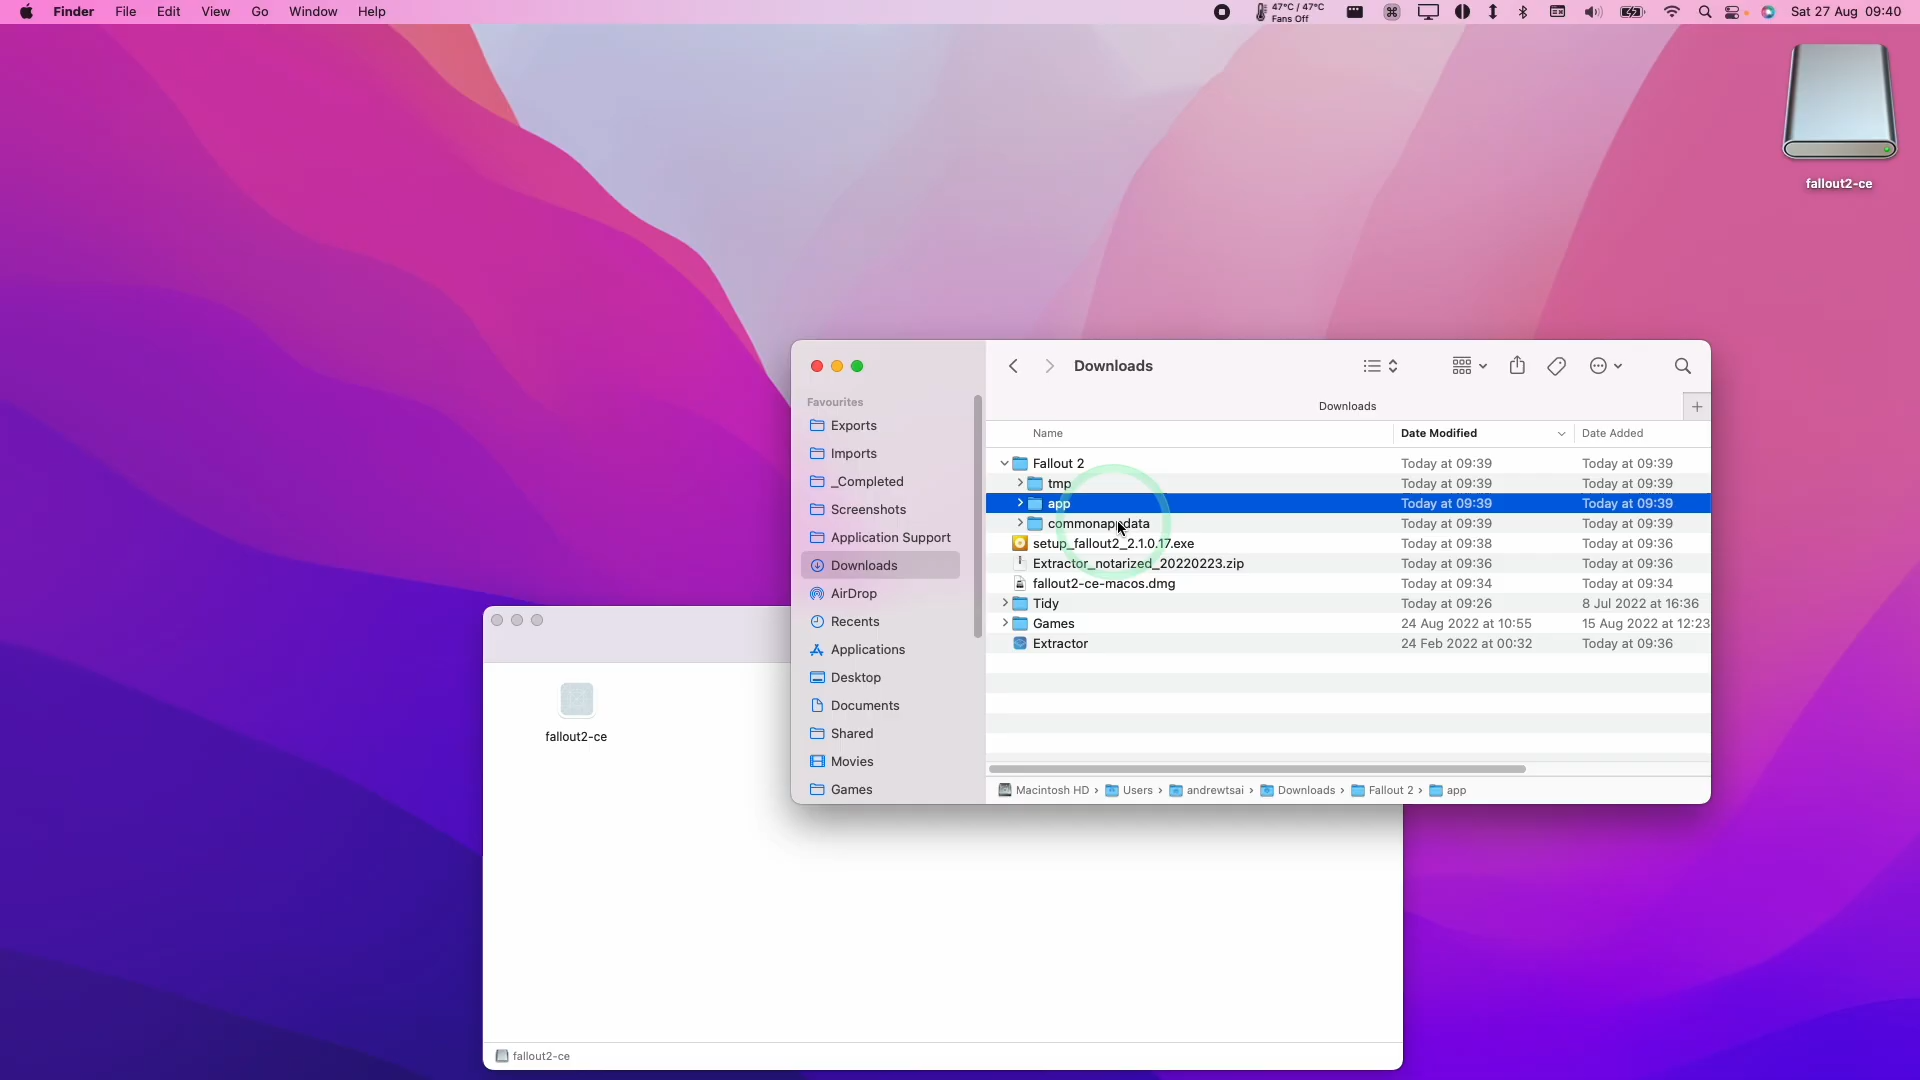 Finder File Edit View Go Window Help
47°C / 47°C
Fans Off
Sat 27 Aug 09:40
fallout2-ce
Downloads
Downloads
Favourites
Exports
Imports
_Completed
Screenshots
Application Support
Downloads
AirDrop
Recents
Applications
Desktop
Documents
Shared
Movies
Games
Name Date Modified Date Added
Fallout 2 Today at 09:39 Today at 09:39
tmp Today at 09:39 Today at 09:39
app Today at 09:39 Today at 09:39
commonappdata Today at 09:39 Today at 09:39
setup_fallout2_2.1.0.17.exe Today at 09:38 Today at 09:36
Extractor_notarized_20220223.zip Today at 09:36 Today at 09:36
fallout2-ce-macos.dmg Today at 09:34 Today at 09:34
Tidy Today at 09:26 8 Jul 2022 at 16:36
Games 24 Aug 2022 at 10:55 15 Aug 2022 at 12:23
Extractor 24 Feb 2022 at 00:32 Today at 09:36
Macintosh HD › Users › andrewtsai › Downloads › Fallout 2 › app
fallout2-ce
fallout2-ce